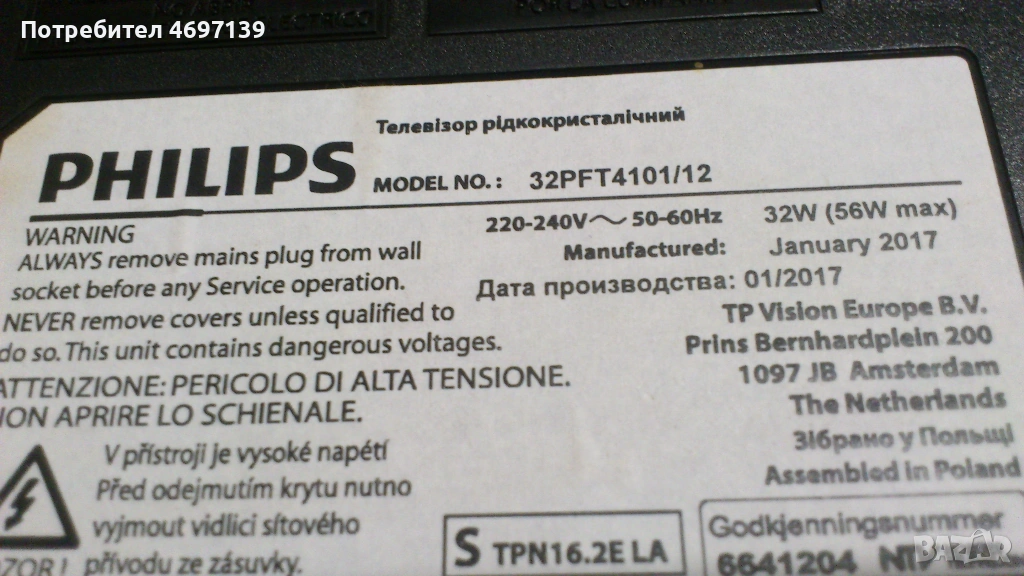 Потребител 4697139
PHILIPS
Телевізор рідкокристалічний
MODEL NO.: 32PFT4101/12
220-240V～ 50-60Hz 32W (56W max)
Manufactured: January 2017
Дата производства: 01/2017
TP Vision Europe B.V.
Prins Bernhardplein 200
1097 JB Amsterdam
The Netherlands
Зібрано у Польщі
Assembled in Poland
WARNING
ALWAYS remove mains plug from wall
socket before any Service operation.
NEVER remove covers unless qualified to
do so. This unit contains dangerous voltages.
ATTENZIONE: PERICOLO DI ALTA TENSIONE.
NON APRIRE LO SCHIENALE.
V přístroji je vysoké napětí
Před odejmutím krytu nutno
vyjmout vidlici síťového
POZOR! přívodu ze zásuvky.
S TPN16.2E LA
Godkjenningsnummer
6641204
BAZAR